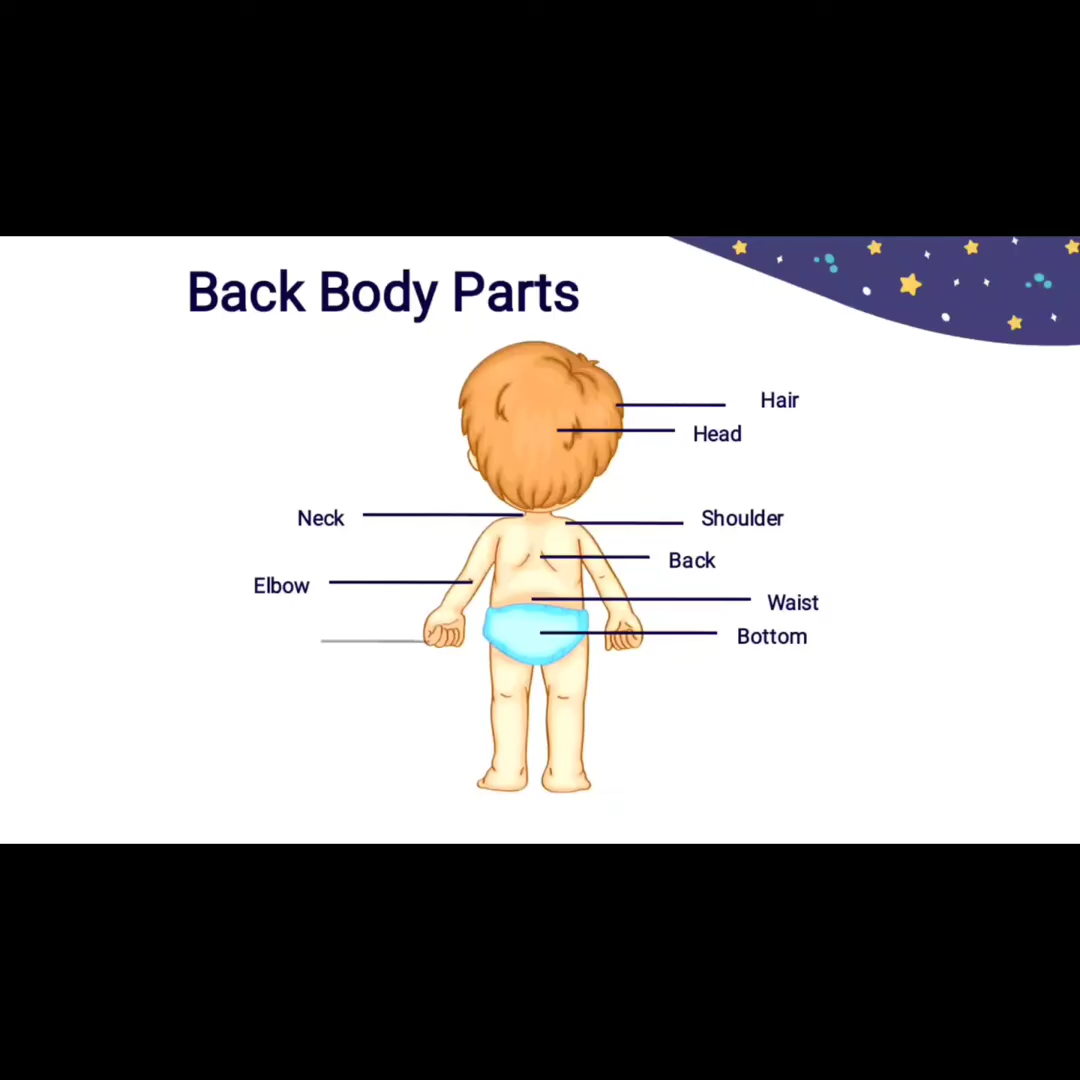 Back Body Parts
Hair
Head
Neck
Shoulder
Back
Elbow
Waist
Bottom